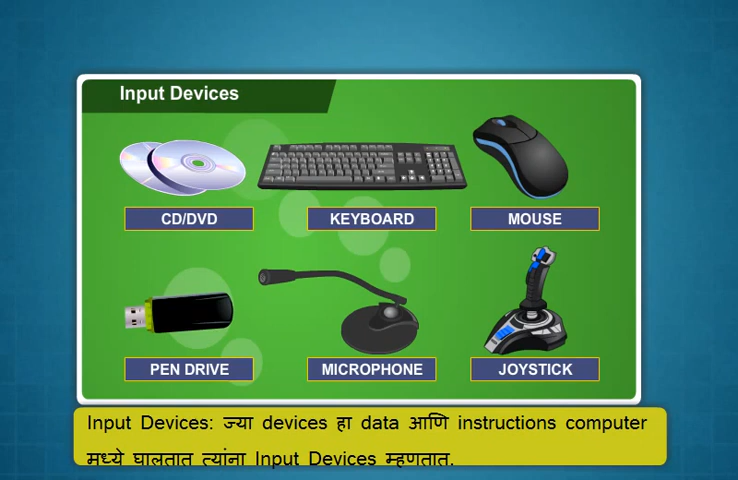 Input Devices
CD/DVD
KEYBOARD
MOUSE
PEN DRIVE
MICROPHONE
JOYSTICK
Input Devices: ज्या devices हा data आणि instructions computer
मध्ये घालतात त्यांना Input Devices म्हणतात.